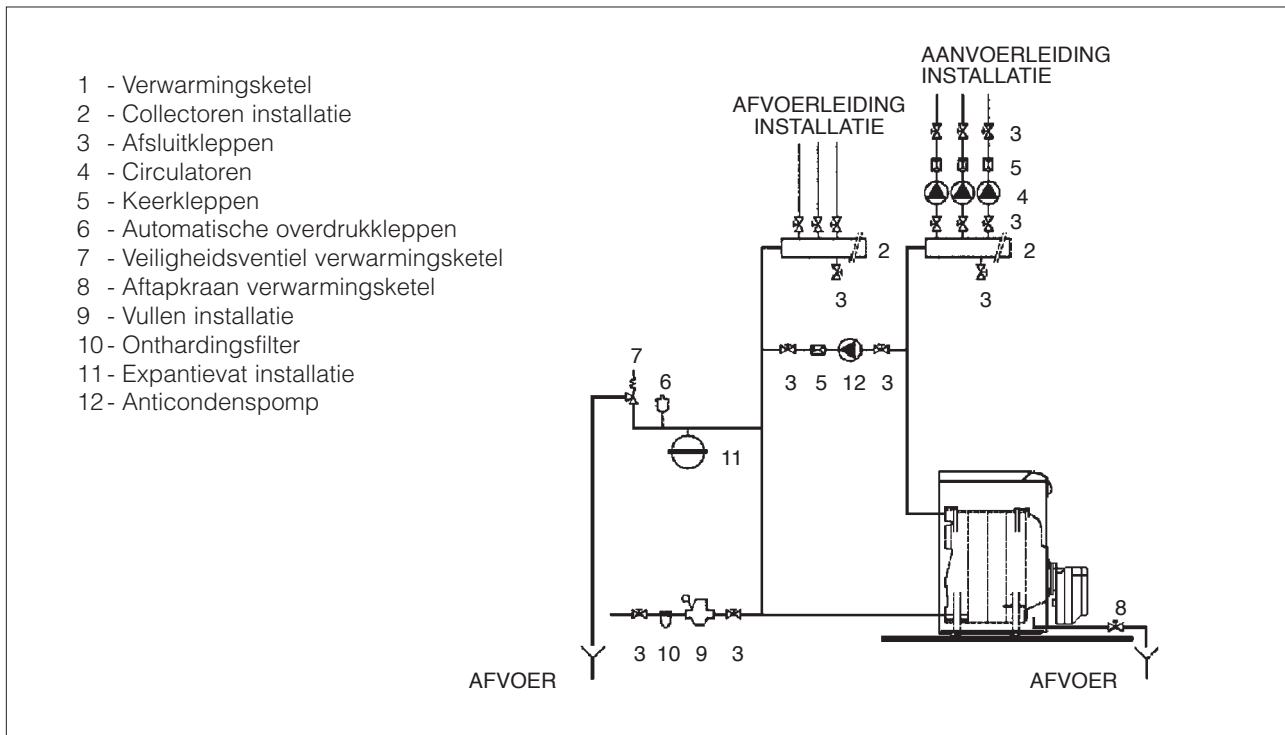 1 - Verwarmingsketel
2 - Collectoren installatie
3 - Afsluitkleppen
4 - Circulatoren
5 - Keerkleppen
6 - Automatische overdrukkleppen
7 - Veiligheidsventiel verwarmingsketel
8 - Aftapkraan verwarmingsketel
9 - Vullen installatie
10 - Onthardingsfilter
11 - Expantievat installatie
12 - Anticondenspomp
AFVOERLEIDING
INSTALLATIE
AANVOERLEIDING
INSTALLATIE
3
5
4
3
2
2
3
3
3 5 12 3
7
6
11
8
3 10 9 3
AFVOER
AFVOER